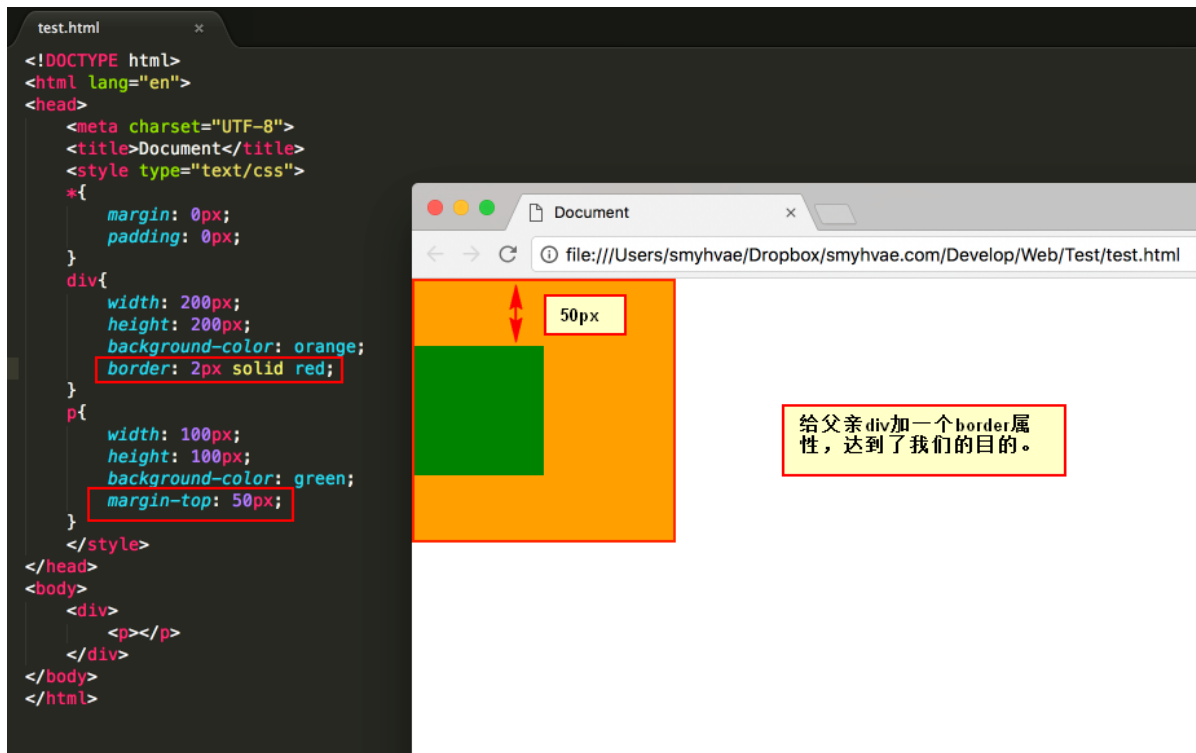 test.html ×
<!DOCTYPE html>
<html lang="en">
<head>
    <meta charset="UTF-8">
    <title>Document</title>
    <style type="text/css">
    *{
        margin: 0px;
        padding: 0px;
    }
    div{
        width: 200px;
        height: 200px;
        background-color: orange;
        border: 2px solid red;
    }
    p{
        width: 100px;
        height: 100px;
        background-color: green;
        margin-top: 50px;
    }
    </style>
</head>
<body>
    <div>
        <p></p>
    </div>
</body>
</html>
Document ×
file:///Users/smyhvae/Dropbox/smyhvae.com/Develop/Web/Test/test.html
50px
给父亲div加一个border属
性，达到了我们的目的。